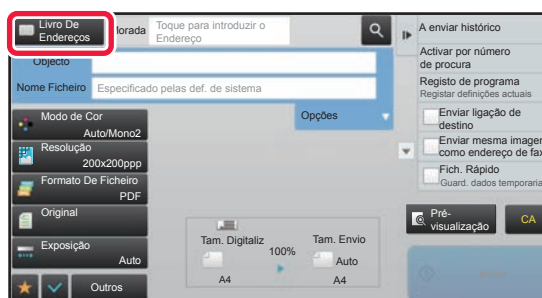 Livro De
Endereços
Morada
Toque para introduzir o
Endereço
Objecto
Nome Ficheiro
Especificado pelas def. de sistema
Modo de Cor
Auto/Mono2
Resolução
200x200ppp
Formato De Ficheiro
PDF
Original
Exposição
Auto
Outros
Opções
Tam. Digitaliz
100%
Tam. Envio
Auto
A4
A4
A enviar histórico
Activar por número
de procura
Registo de programa
Registar definições actuais
Enviar ligação de
destino
Enviar mesma imagem
como endereço de fax
Fich. Rápido
Guard. dados temporaria
Pré-
visualização
CA